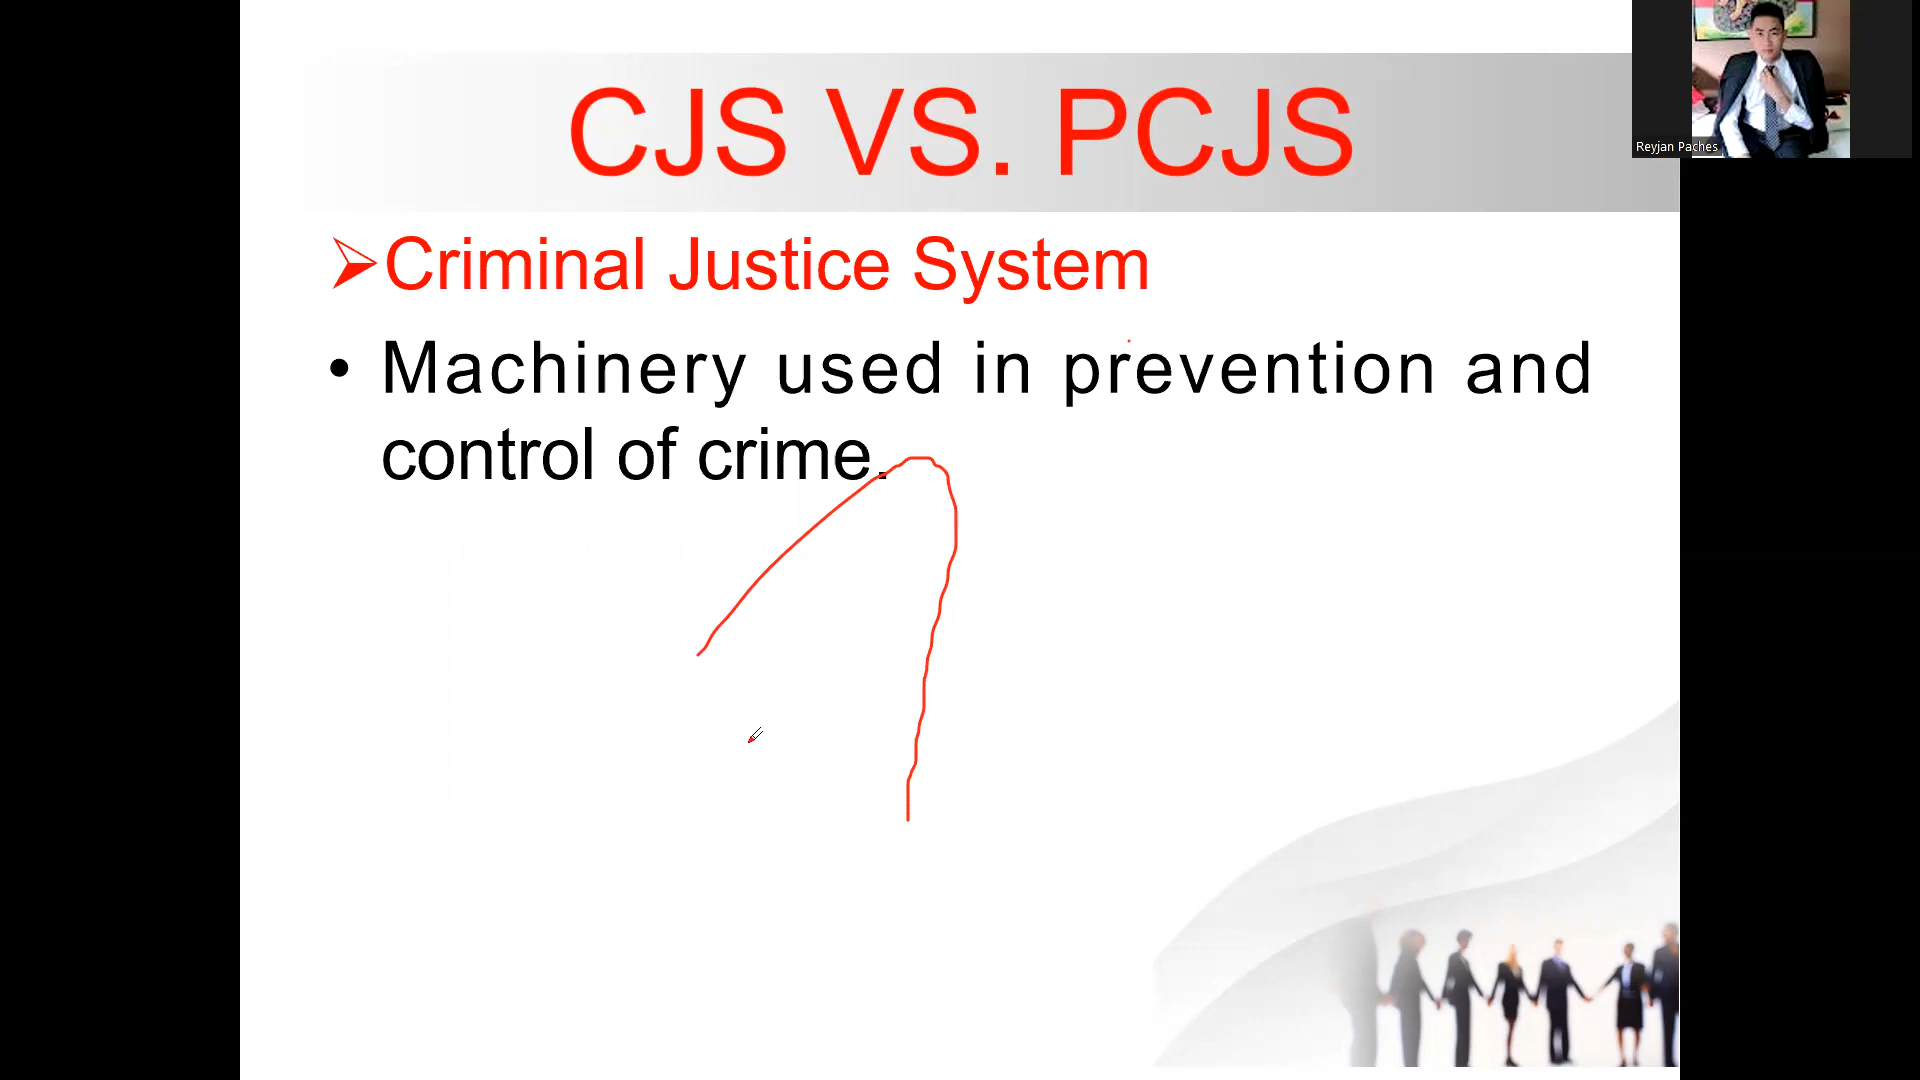 CJS VS. PCJS
Reyjan Paches
Criminal Justice System
• Machinery used in prevention and
control of crime.